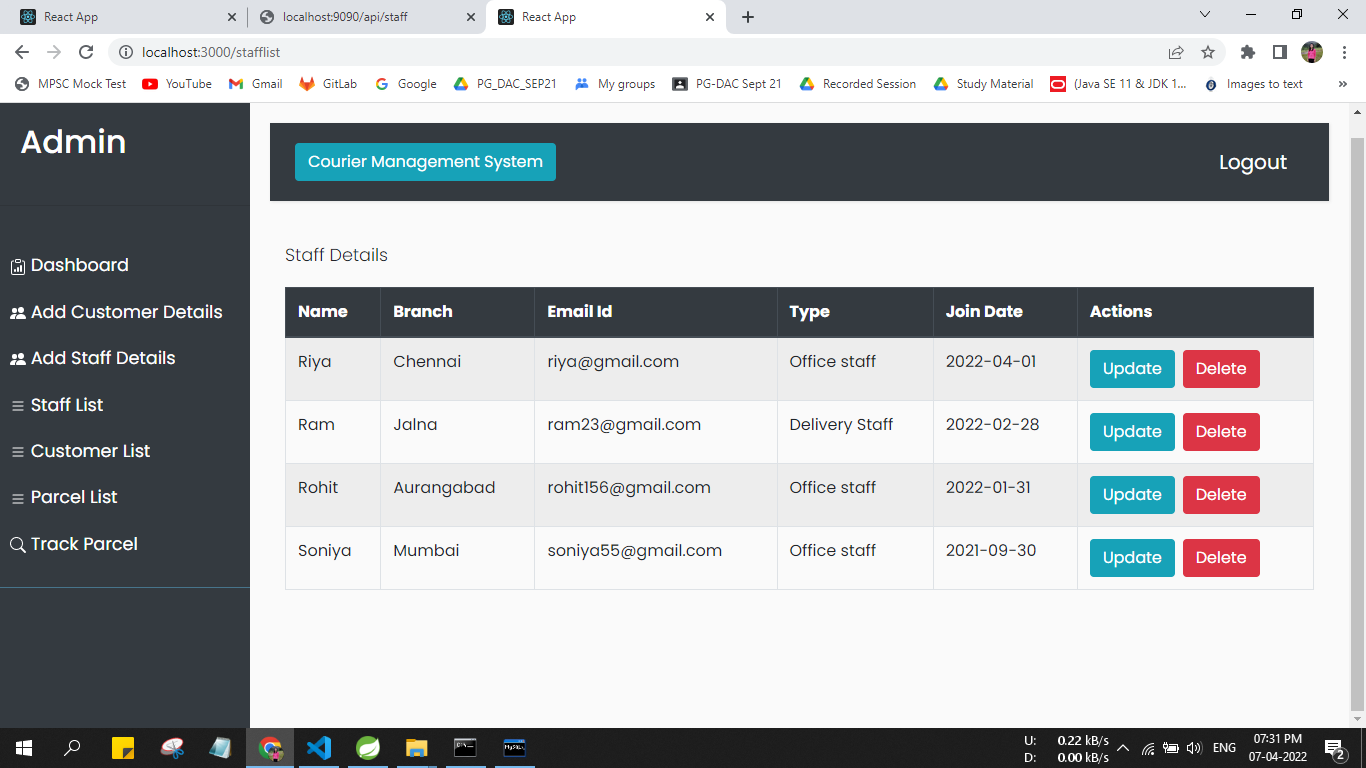 React App
localhost:9090/api/staff
React App
localhost:3000/stafflist
MPSC Mock Test YouTube Gmail GitLab Google PG_DAC_SEP21 My groups PG-DAC Sept 21 Recorded Session Study Material (Java SE 11 & JDK 1... Images to text »
Admin
Dashboard
Add Customer Details
Add Staff Details
Staff List
Customer List
Parcel List
Track Parcel
Courier Management System Logout
Staff Details
Name Branch Email Id Type Join Date Actions
Riya Chennai riya@gmail.com Office staff 2022-04-01 Update Delete
Ram Jalna ram23@gmail.com Delivery Staff 2022-02-28 Update Delete
Rohit Aurangabad rohit156@gmail.com Office staff 2022-01-31 Update Delete
Soniya Mumbai soniya55@gmail.com Office staff 2021-09-30 Update Delete
U: 0.22 kB/s
D: 0.00 kB/s
ENG
07:31 PM
07-04-2022
2